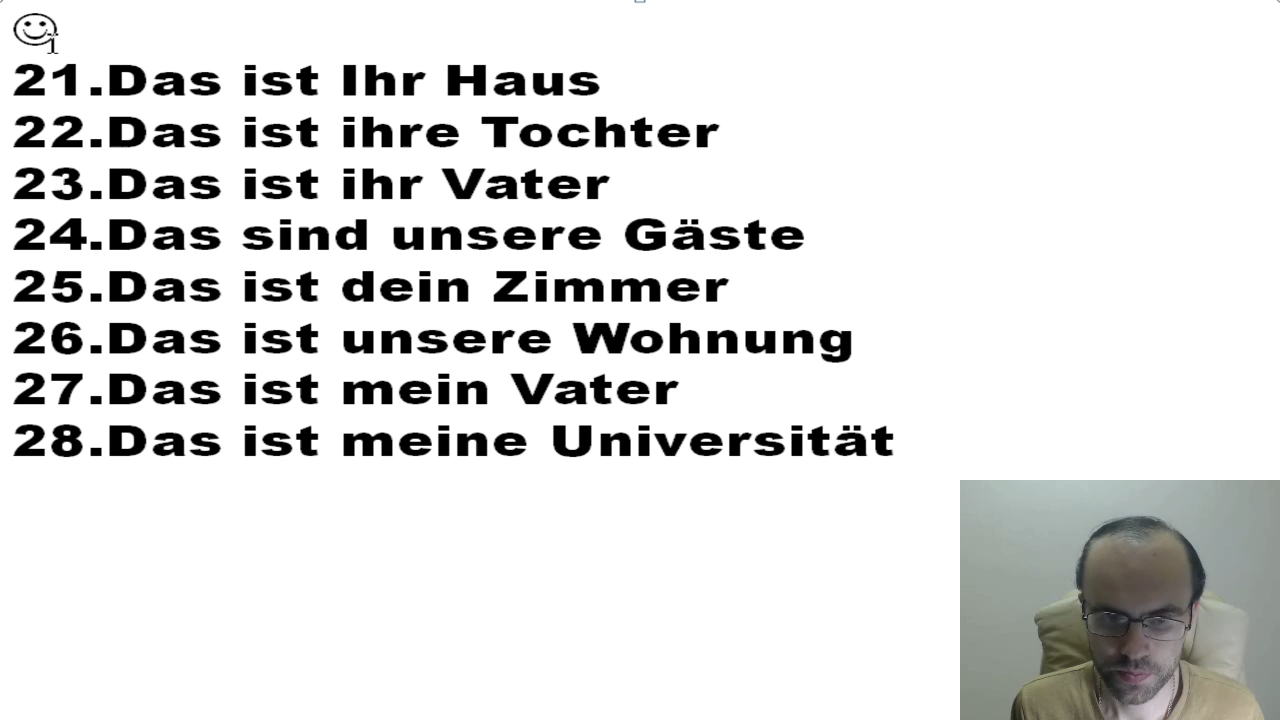 21.Das ist Ihr Haus
22.Das ist ihre Tochter
23.Das ist ihr Vater
24.Das sind unsere Gäste
25.Das ist dein Zimmer
26.Das ist unsere Wohnung
27.Das ist mein Vater
28.Das ist meine Universität